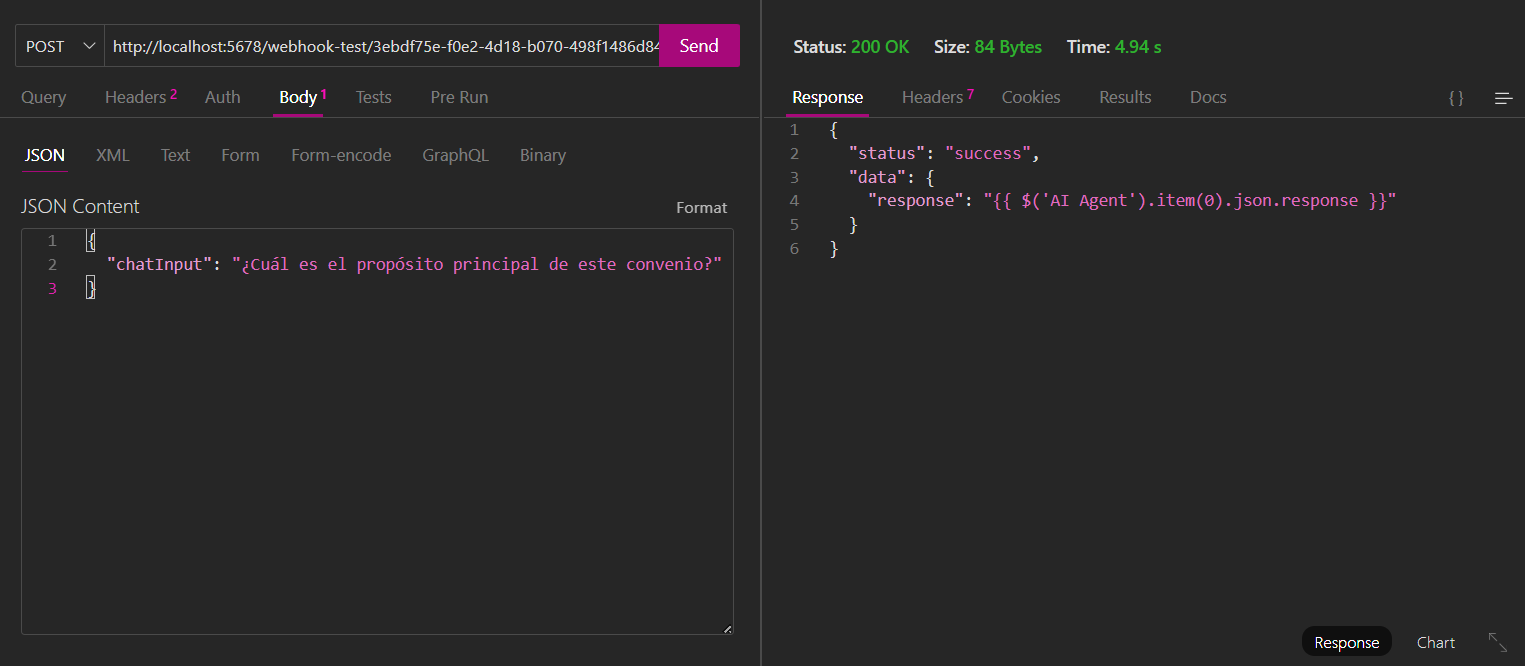 POST http://localhost:5678/webhook-test/3ebdf75e-f0e2-4d18-b070-498f1486d84 Send
Query Headers 2 Auth Body 1 Tests Pre Run
JSON XML Text Form Form-encode GraphQL Binary
JSON Content Format
1 {
2 "chatInput": "¿Cuál es el propósito principal de este convenio?"
3 }
Status: 200 OK Size: 84 Bytes Time: 4.94 s
Response Headers 7 Cookies Results Docs { }
1 {
2 "status": "success",
3 "data": {
4 "response": "{{ $('AI Agent').item(0).json.response }}"
5 }
6 }
Response Chart